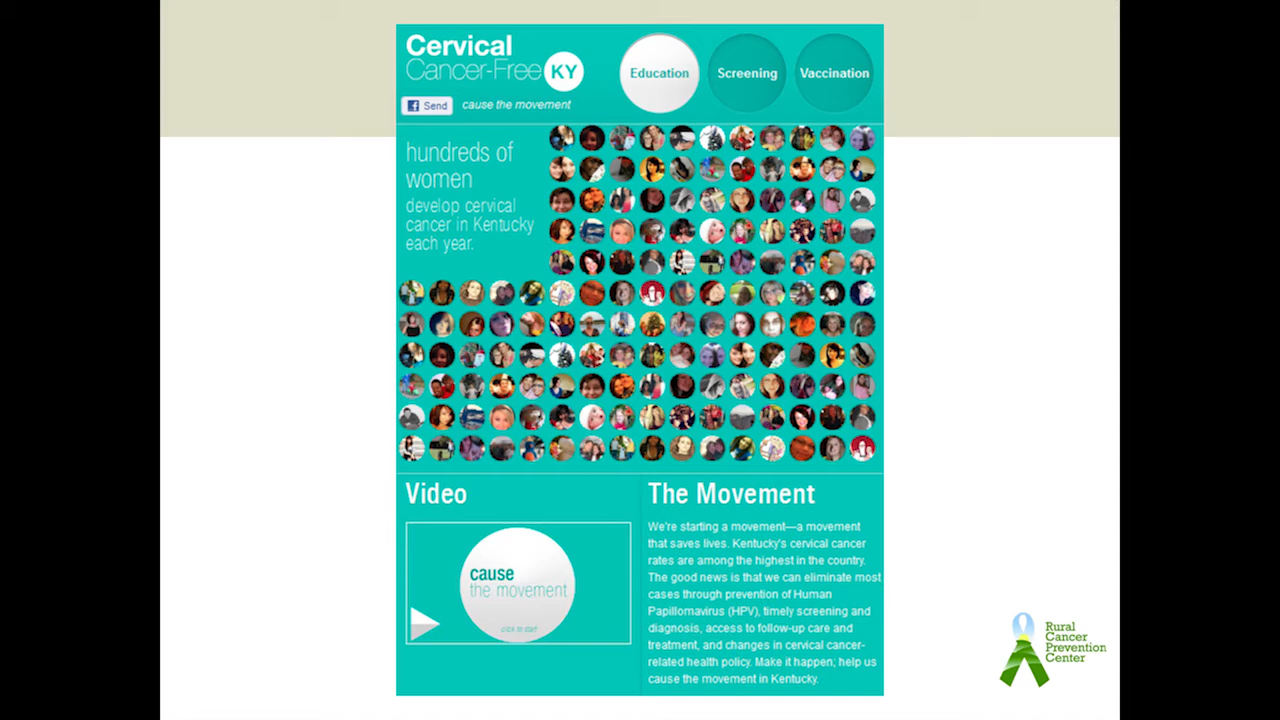 Cervical
Cancer-Free KY
Send
cause the movement
Education
Screening
Vaccination
hundreds of
women
develop cervical
cancer in Kentucky
each year.
Video
cause
the movement
click to start
The Movement
We're starting a movement—a movement
that saves lives. Kentucky's cervical cancer
rates are among the highest in the country.
The good news is that we can eliminate most
cases through prevention of Human
Papillomavirus (HPV), timely screening and
diagnosis, access to follow-up care and
treatment, and changes in cervical cancer-
related health policy. Make it happen; help us
cause the movement in Kentucky.
Rural
Cancer
Prevention
Center